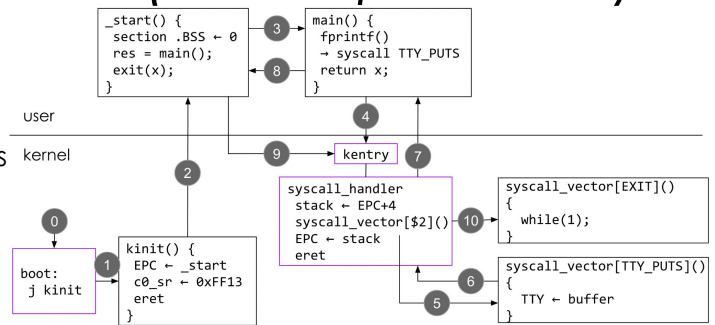 _start() {
section .BSS ← 0
res = main();
exit(x);
}
3
8
main() {
fprintf()
→ syscall TTY_PUTS
return x;
}
user
4
S
kernel
9
kentry
7
2
syscall_handler
stack ← EPC+4
syscall_vector[$2]()
EPC ← stack
eret
10
syscall_vector[EXIT]()
{
while(1);
}
0
boot:
j kinit
1
kinit() {
EPC ← _start
c0_sr ← 0xFF13
eret
}
6
5
syscall_vector[TTY_PUTS]()
{
TTY ← buffer
}